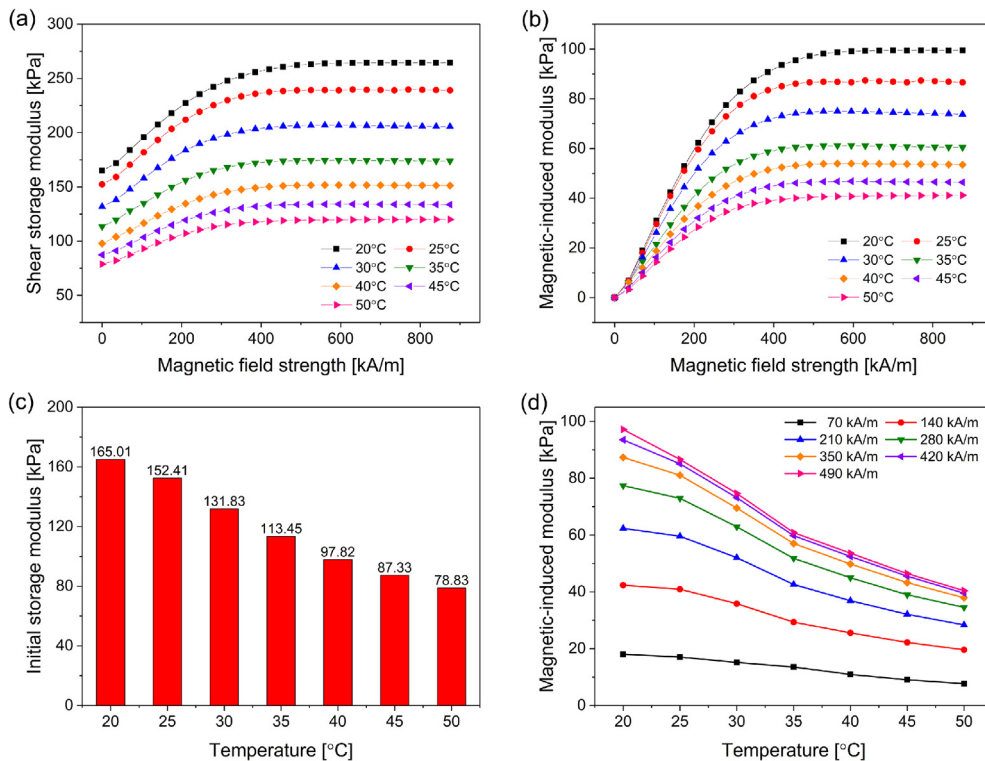 (a)
300
250
200
150
100
50
Shear storage modulus [kPa]
20°C 25°C
30°C 35°C
40°C 45°C
50°C
0 200 400 600 800
Magnetic field strength [kA/m]
(b)
100
80
60
40
20
0
Magnetic-induced modulus [kPa]
20°C 25°C
30°C 35°C
40°C 45°C
50°C
0 200 400 600 800
Magnetic field strength [kA/m]
(c)
200
160
120
80
40
0
Initial storage modulus [kPa]
165.01
152.41
131.83
113.45
97.82
87.33
78.83
20 25 30 35 40 45 50
Temperature [°C]
(d)
100
80
60
40
20
0
Magnetic-induced modulus [kPa]
70 kA/m 140 kA/m
210 kA/m 280 kA/m
350 kA/m 420 kA/m
490 kA/m
20 25 30 35 40 45 50
Temperature [°C]